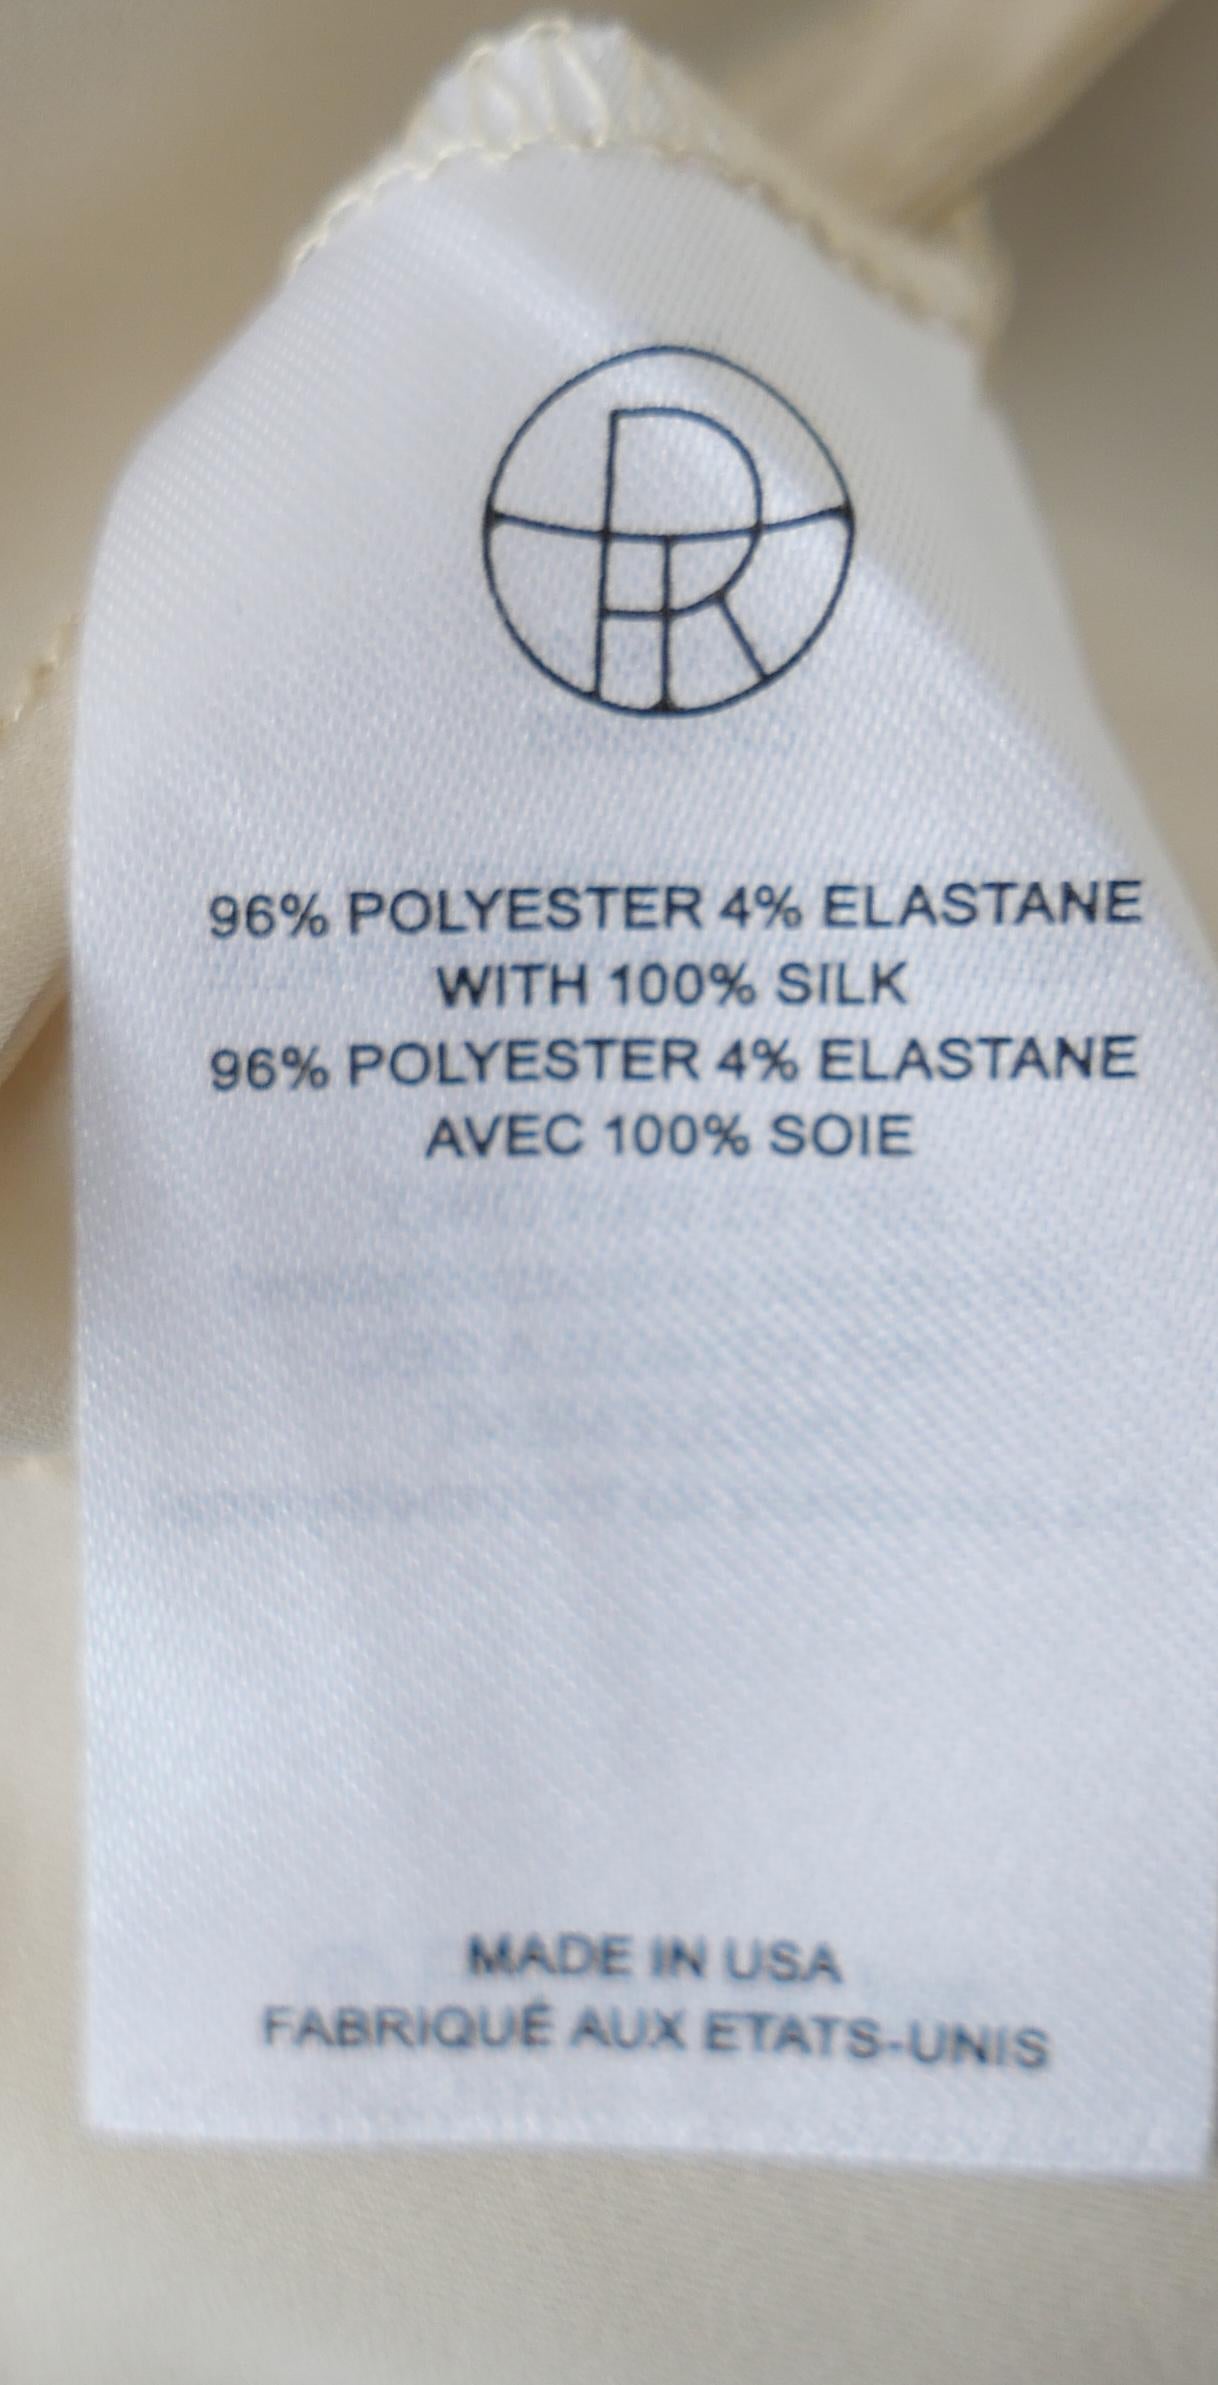 96% POLYESTER 4% ELASTANE
WITH 100% SILK
96% POLYESTER 4% ELASTANE
AVEC 100% SOIE
MADE IN USA
FABRIQUÉ AUX ETATS-UNIS